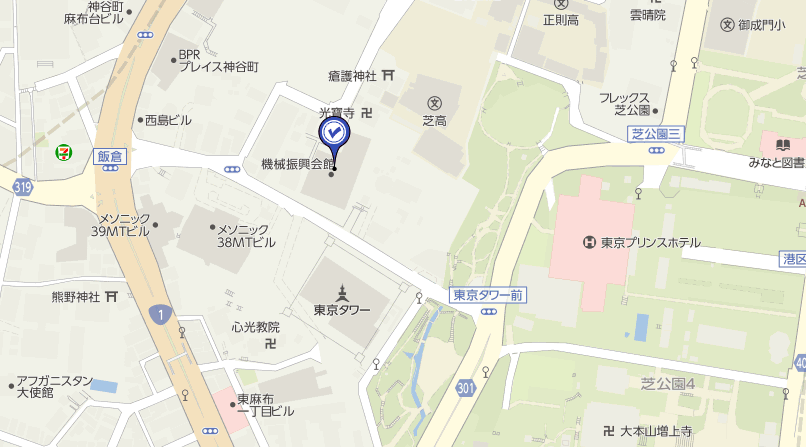 神谷町
麻布台ビル
正則高
雲晴院
御成門小
BPR
プレイス神谷町
瘡護神社
芝高
フレックス
芝公園
光寶寺
西島ビル
芝公園三
飯倉
機械振興会館
みなと図書
319
メソニック
39MTビル
メソニック
38MTビル
東京プリンスホテル
港区
熊野神社
東京タワー前
東京タワー
1
心光教院
301
芝公園4
アフガニスタン
大使館
東麻布
一丁目ビル
大本山増上寺